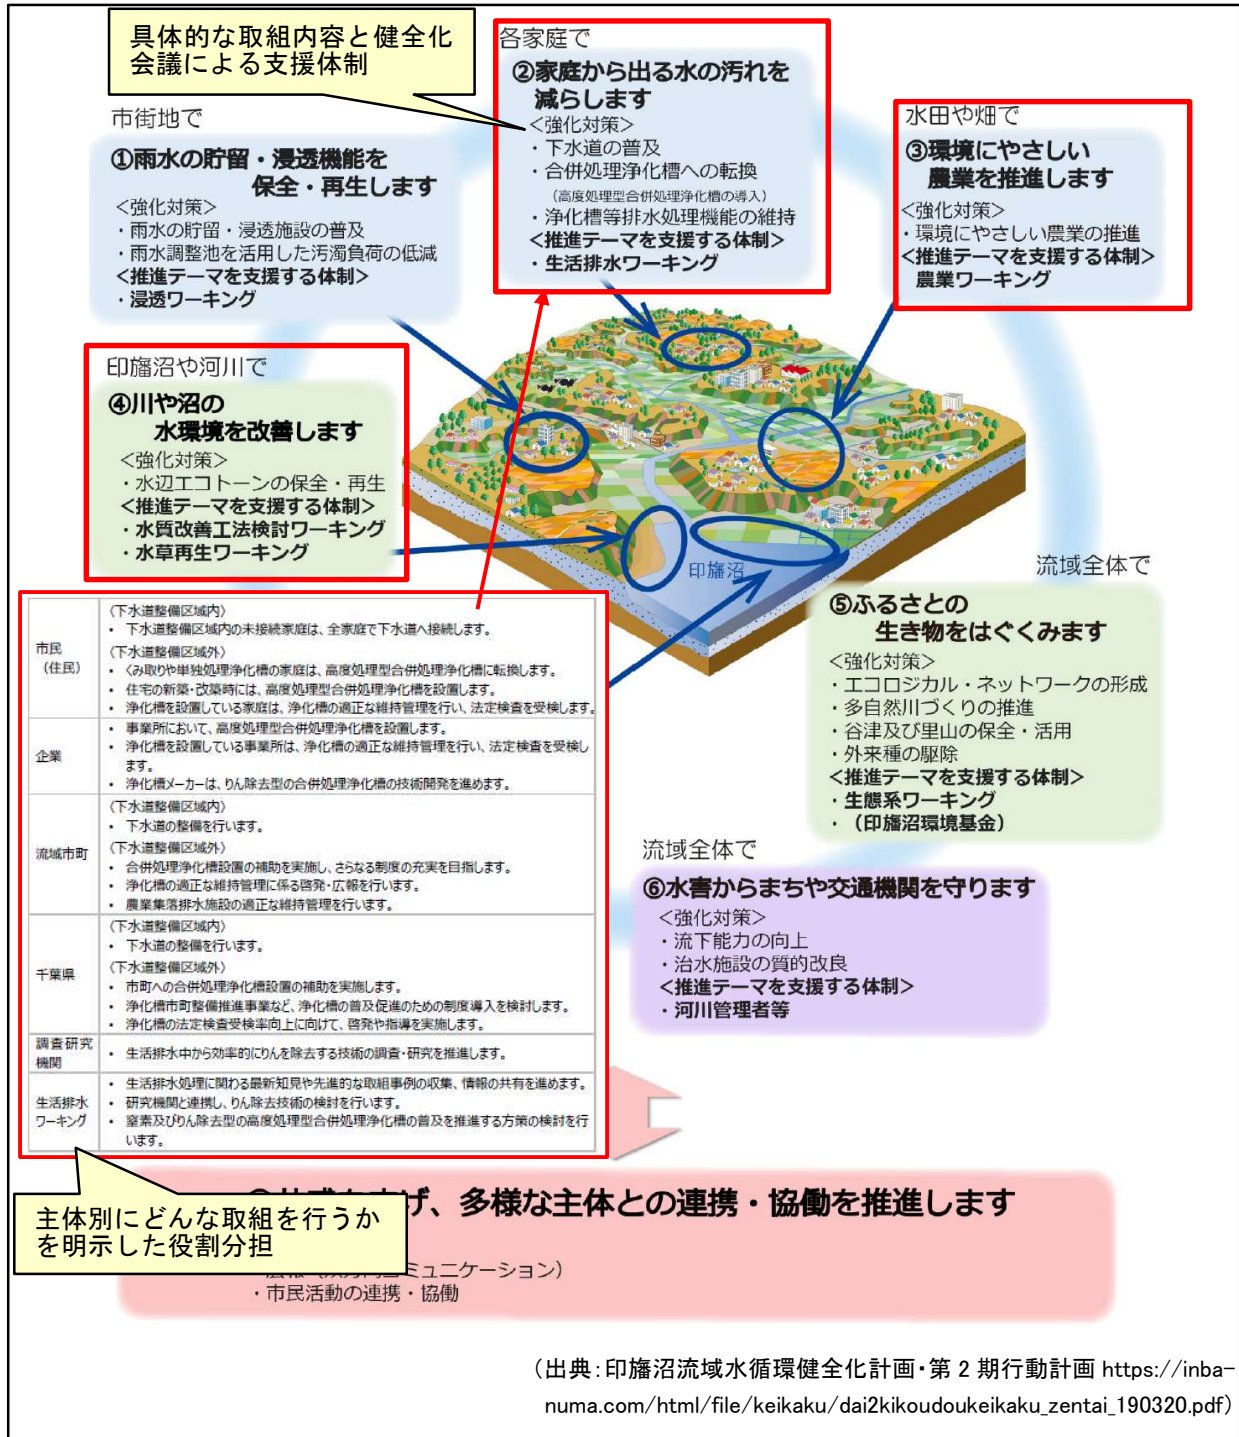 具体的な取組内容と健全化
会議による支援体制
各家庭で
②家庭から出る水の汚れを
減らします
＜強化対策＞
・下水道の普及
・合併処理浄化槽への転換
（高度処理型合併処理浄化槽の導入）
・浄化槽等排水処理機能の維持
＜推進テーマを支援する体制＞
・生活排水ワーキング
市街地で
①雨水の貯留・浸透機能を
保全・再生します
＜強化対策＞
・雨水の貯留・浸透施設の普及
・雨水調整池を活用した汚濁負荷の低減
＜推進テーマを支援する体制＞
・浸透ワーキング
水田や畑で
③環境にやさしい
農業を推進します
＜強化対策＞
・環境にやさしい農業の推進
＜推進テーマを支援する体制＞
農業ワーキング
印旛沼や河川で
④川や沼の
水環境を改善します
＜強化対策＞
・水辺エコトーンの保全・再生
＜推進テーマを支援する体制＞
・水質改善工法検討ワーキング
・水草再生ワーキング
印旛沼
流域全体で
⑤ふるさとの
生き物をはぐくみます
＜強化対策＞
・エコロジカル・ネットワークの形成
・多自然川づくりの推進
・谷津及び里山の保全・活用
・外来種の駆除
＜推進テーマを支援する体制＞
・生態系ワーキング
・（印旛沼環境基金）
流域全体で
⑥水害からまちや交通機関を守ります
＜強化対策＞
・流下能力の向上
・治水施設の質的改良
＜推進テーマを支援する体制＞
・河川管理者等
市民
（住民）
〈下水道整備区域内〉
• 下水道整備区域内の未接続家庭は、全家庭で下水道へ接続します。
〈下水道整備区域外〉
• くみ取りや単独処理浄化槽の家庭は、高度処理型合併処理浄化槽に転換します。
• 住宅の新築・改築時には、高度処理型合併処理浄化槽を設置します。
• 浄化槽を設置している家庭は、浄化槽の適正な維持管理を行い、法定検査を受検します。
企業
• 事業所において、高度処理型合併処理浄化槽を設置します。
• 浄化槽を設置している事業所は、浄化槽の適正な維持管理を行い、法定検査を受検し
ます。
• 浄化槽メーカーは、りん除去型の合併処理浄化槽の技術開発を進めます。
流域市町
〈下水道整備区域内〉
• 下水道の整備を行います。
〈下水道整備区域外〉
• 合併処理浄化槽設置の補助を実施し、さらなる制度の充実を目指します。
• 浄化槽の適正な維持管理に係る啓発・広報を行います。
• 農業集落排水施設の適正な維持管理を行います。
千葉県
〈下水道整備区域内〉
• 下水道の整備を行います。
〈下水道整備区域外〉
• 市町への合併処理浄化槽設置の補助を実施します。
• 浄化槽市町整備推進事業など、浄化槽の普及促進のための制度導入を検討します。
• 浄化槽の法定検査受検率向上に向けて、啓発や指導を実施します。
調査研究
機関
• 生活排水中から効率的にりんを除去する技術の調査・研究を推進します。
生活排水
ワーキング
• 生活排水処理に関わる最新知見や先進的な取組事例の収集、情報の共有を進めます。
• 研究機関と連携し、りん除去技術の検討を行います。
• 窒素及びりん除去型の高度処理型合併処理浄化槽の普及を推進する方策の検討を行
います。
主体別にどんな取組を行うか
を明示した役割分担
げ、多様な主体との連携・協働を推進します
ミュニケーション）
・市民活動の連携・協働
（出典：印旛沼流域水循環健全化計画・第 2 期行動計画 https://inba-
numa.com/html/file/keikaku/dai2kikoudoukeikaku_zentai_190320.pdf）